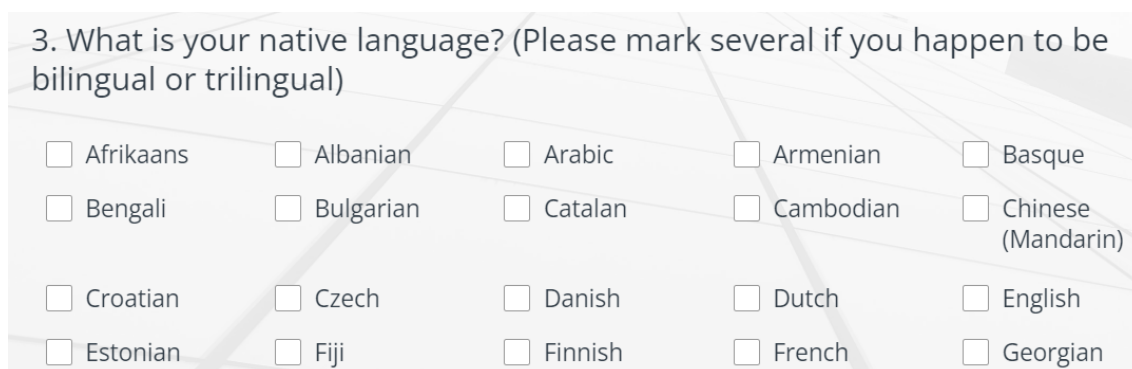 3. What is your native language? (Please mark several if you happen to be
bilingual or trilingual)
Afrikaans Albanian Arabic Armenian Basque
Bengali Bulgarian Catalan Cambodian Chinese
(Mandarin)
Croatian Czech Danish Dutch English
Estonian Fiji Finnish French Georgian